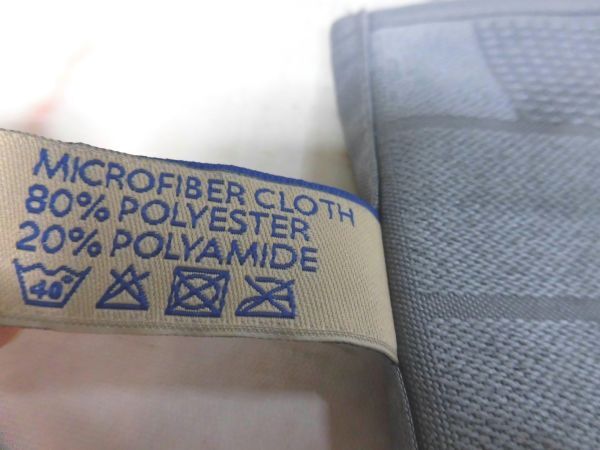 MICROFIBER CLOTH
80% POLYESTER
20% POLYAMIDE
40°